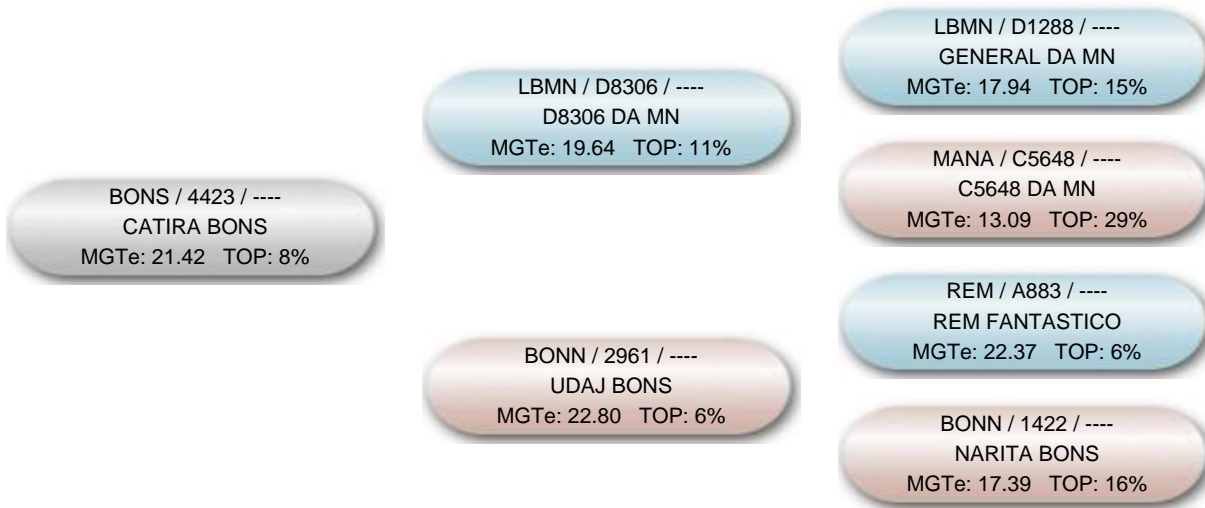 BONS / 4423 / ----
CATIRA BONS
MGTe: 21.42 TOP: 8%
LBMN / D8306 / ----
D8306 DA MN
MGTe: 19.64 TOP: 11%
BONN / 2961 / ----
UDAJ BONS
MGTe: 22.80 TOP: 6%
LBMN / D1288 / ----
GENERAL DA MN
MGTe: 17.94 TOP: 15%
MANA / C5648 / ----
C5648 DA MN
MGTe: 13.09 TOP: 29%
REM / A883 / ----
REM FANTASTICO
MGTe: 22.37 TOP: 6%
BONN / 1422 / ----
NARITA BONS
MGTe: 17.39 TOP: 16%